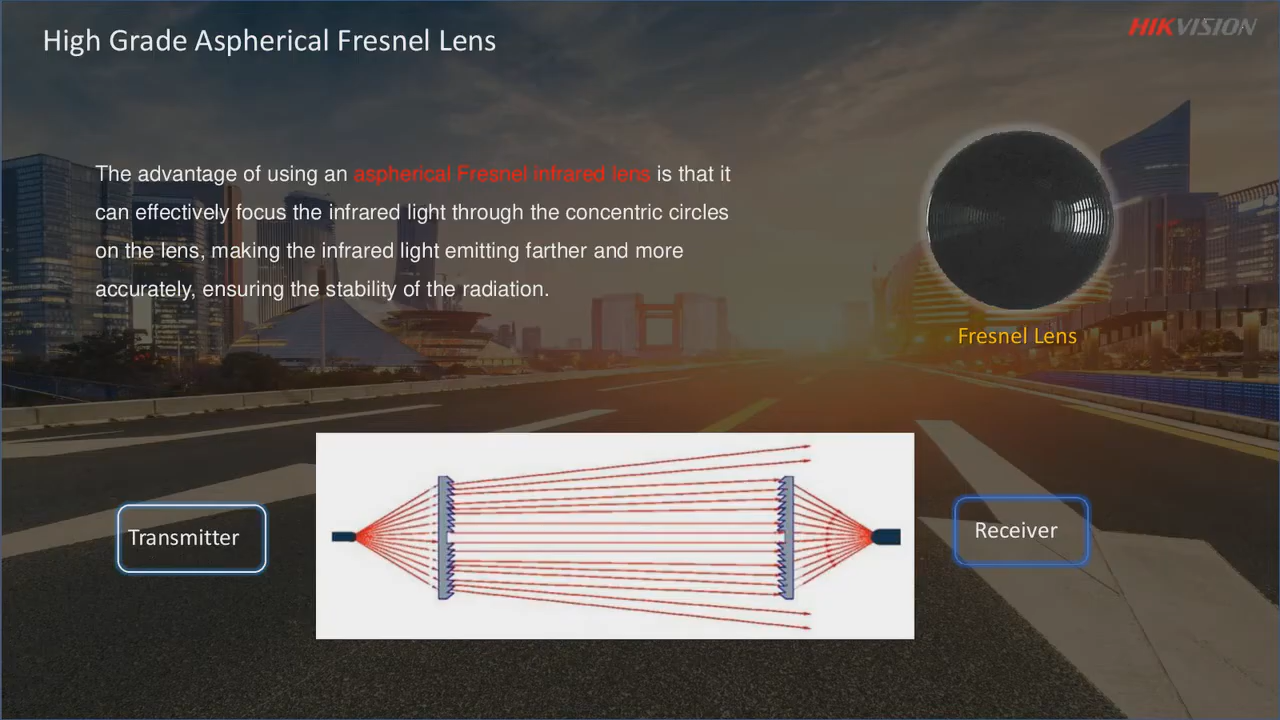 High Grade Aspherical Fresnel Lens
HIKVISION
The advantage of using an aspherical Fresnel infrared lens is that it
can effectively focus the infrared light through the concentric circles
on the lens, making the infrared light emitting farther and more
accurately, ensuring the stability of the radiation.
Fresnel Lens
Transmitter
Receiver